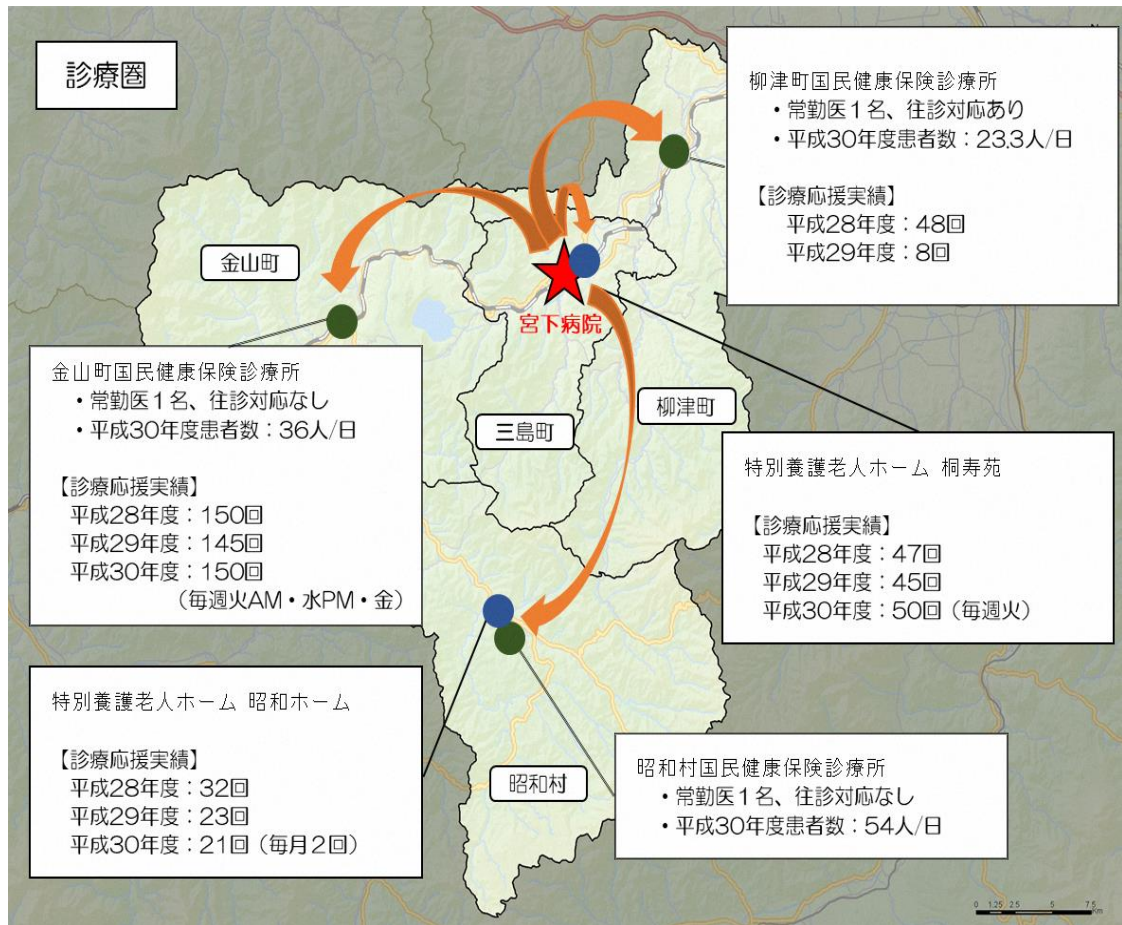 診療圏
柳津町国民健康保険診療所
・常勤医1名、往診対応あり
・平成30年度患者数：23.3人/日
【診療応援実績】
平成28年度：48回
平成29年度：8回
金山町
宮下病院
金山町国民健康保険診療所
・常勤医1名、往診対応なし
・平成30年度患者数：36人/日
【診療応援実績】
平成28年度：150回
平成29年度：145回
平成30年度：150回
（毎週火AM・水PM・金）
三島町
柳津町
特別養護老人ホーム 桐寿苑
【診療応援実績】
平成28年度：47回
平成29年度：45回
平成30年度：50回（毎週火）
特別養護老人ホーム 昭和ホーム
【診療応援実績】
平成28年度：32回
平成29年度：23回
平成30年度：21回（毎月2回）
昭和村
昭和村国民健康保険診療所
・常勤医1名、往診対応なし
・平成30年度患者数：54人/日
0 1.25 2.5 5 7.5
Km